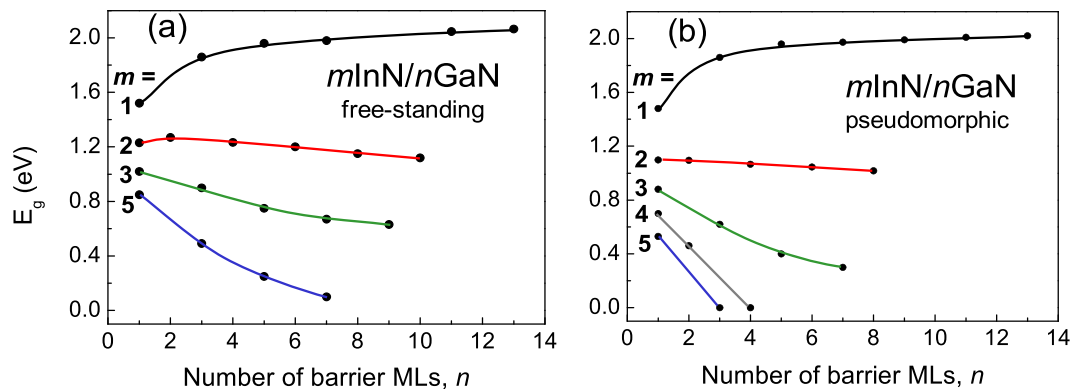 (a)
mInN/nGaN
free-standing
m =
1
2
3
5
E_g (eV)
2.0
1.6
1.2
0.8
0.4
0.0
0 2 4 6 8 10 12 14
Number of barrier MLs, n
(b)
mInN/nGaN
pseudomorphic
m =
1
2
3
4
5
2.0
1.6
1.2
0.8
0.4
0.0
0 2 4 6 8 10 12 14
Number of barrier MLs, n